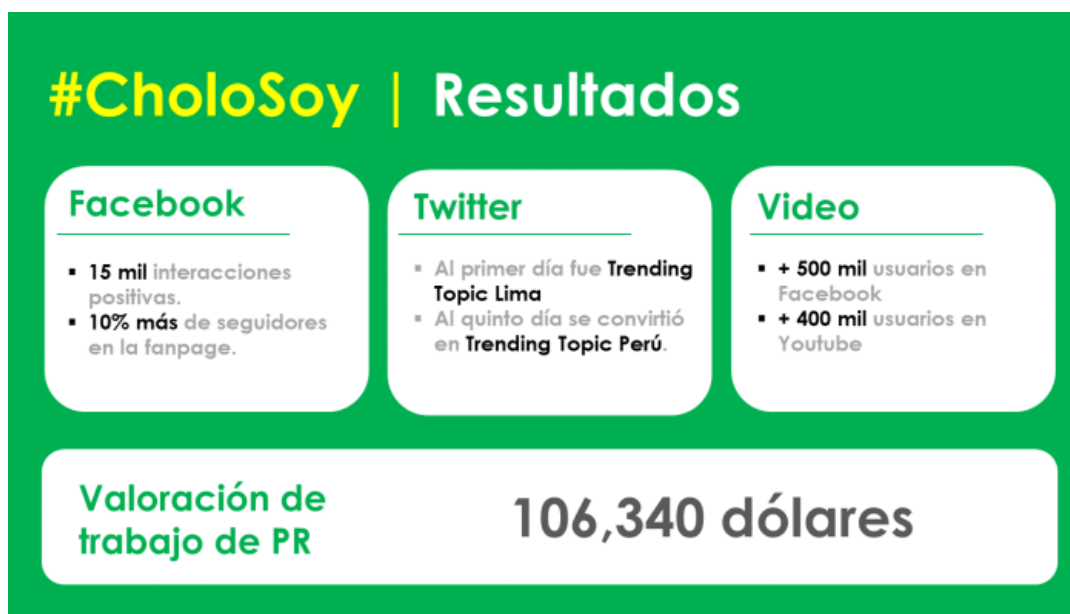 #CholoSoy | Resultados
Facebook
▪ 15 mil interacciones
positivas.
▪ 10% más de seguidores
en la fanpage.
Twitter
▪ Al primer día fue Trending
Topic Lima
▪ Al quinto día se convirtió
en Trending Topic Perú.
Video
▪ + 500 mil usuarios en
Facebook
▪ + 400 mil usuarios en
Youtube
Valoración de
trabajo de PR
106,340 dólares